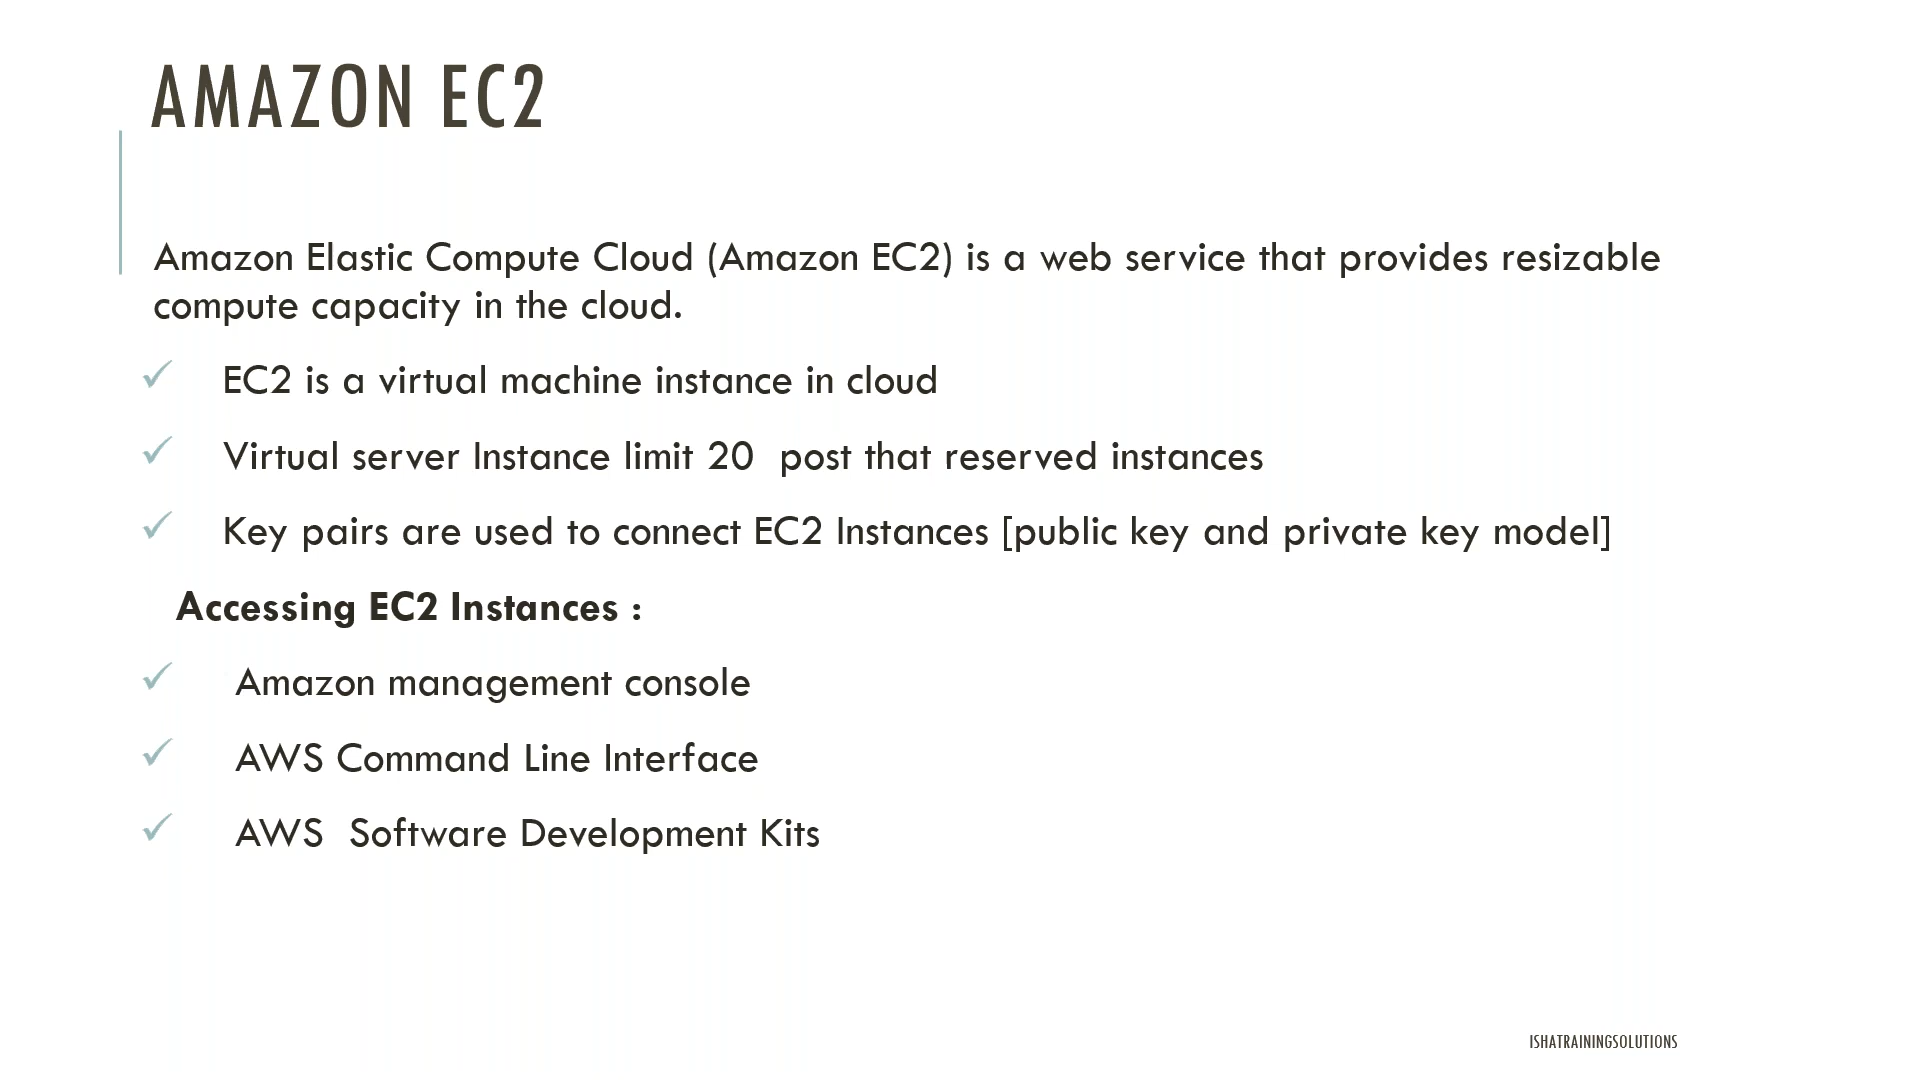 AMAZON EC2
Amazon Elastic Compute Cloud (Amazon EC2) is a web service that provides resizable
compute capacity in the cloud.
✓ EC2 is a virtual machine instance in cloud
✓ Virtual server Instance limit 20  post that reserved instances
✓ Key pairs are used to connect EC2 Instances [public key and private key model]
Accessing EC2 Instances :
✓ Amazon management console
✓ AWS Command Line Interface
✓ AWS  Software Development Kits
ISHATRAININGSOLUTIONS